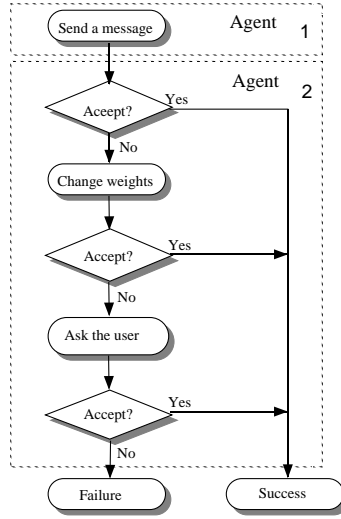 Send a message
Agent 1
Agent 2
Aceept?
Yes
No
Change weights
Accept?
Yes
No
Ask the user
Accept?
Yes
No
Failure
Success